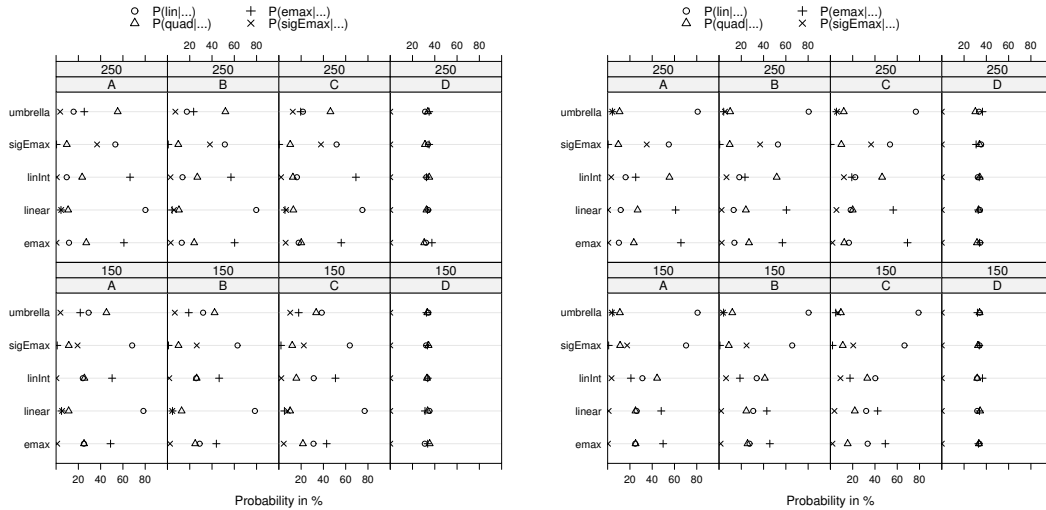 P(lin|...) P(emax|...)
P(quad|...) P(sigEmax|...)
20 40 60 80 20 40 60 80
250 250 250 250
A B C D
umbrella
sigEmax
linInt
linear
emax
150 150 150 150
A B C D
umbrella
sigEmax
linInt
linear
emax
20 40 60 80 20 40 60 80
Probability in %
P(lin|...) P(emax|...)
P(quad|...) P(sigEmax|...)
20 40 60 80 20 40 60 80
250 250 250 250
A B C D
umbrella
sigEmax
linInt
linear
emax
150 150 150 150
A B C D
umbrella
sigEmax
linInt
linear
emax
20 40 60 80 20 40 60 80
Probability in %